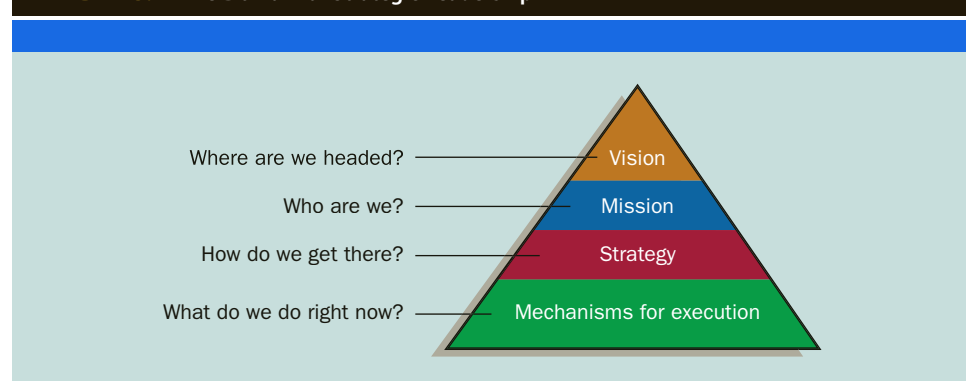 Where are we headed? Vision
Who are we? Mission
How do we get there? Strategy
What do we do right now? Mechanisms for execution